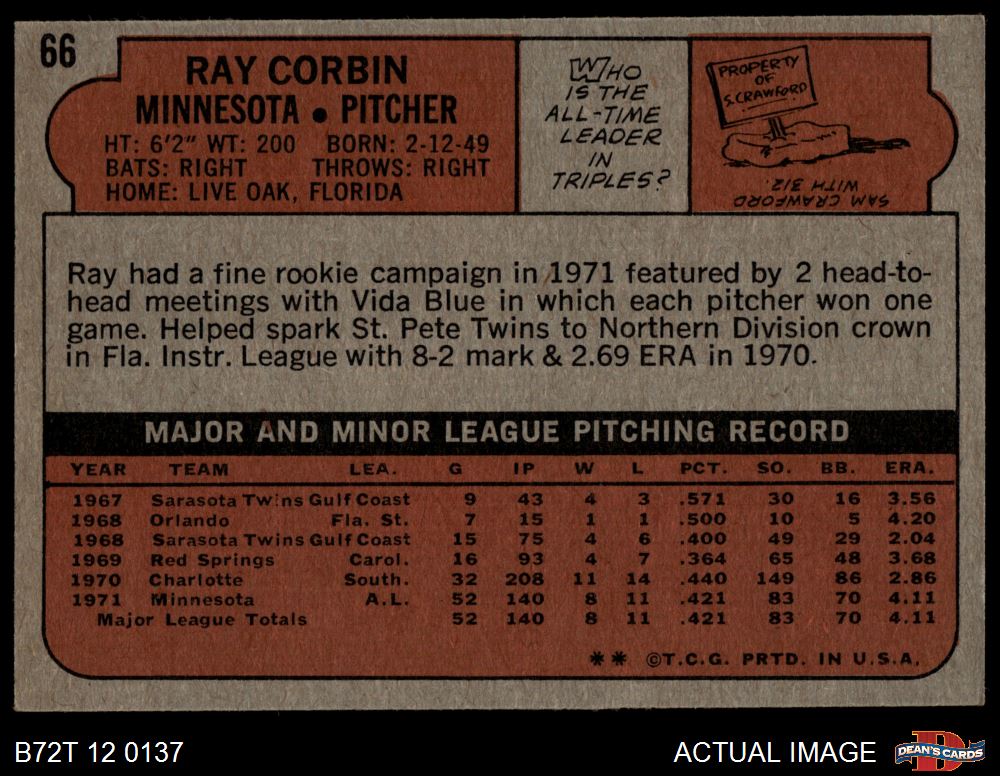 66
RAY CORBIN
MINNESOTA • PITCHER
HT: 6'2" WT: 200 BORN: 2-12-49
BATS: RIGHT THROWS: RIGHT
HOME: LIVE OAK, FLORIDA
WHO
IS THE
ALL-TIME
LEADER
IN
TRIPLES?
PROPERTY
OF
S. CRAWFORD
SAM CRAWFORD
WITH 312.
Ray had a fine rookie campaign in 1971 featured by 2 head-to-
head meetings with Vida Blue in which each pitcher won one
game. Helped spark St. Pete Twins to Northern Division crown
in Fla. Instr. League with 8-2 mark & 2.69 ERA in 1970.
MAJOR AND MINOR LEAGUE PITCHING RECORD
YEAR TEAM LEA. G IP W L PCT. SO. BB. ERA.
1967 Sarasota Twins Gulf Coast 9 43 4 3 .571 30 16 3.56
1968 Orlando Fla. St. 7 15 1 1 .500 10 5 4.20
1968 Sarasota Twins Gulf Coast 15 75 4 6 .400 49 29 2.04
1969 Red Springs Carol. 16 93 4 7 .364 65 48 3.68
1970 Charlotte South. 32 208 11 14 .440 149 86 2.86
1971 Minnesota A.L. 52 140 8 11 .421 83 70 4.11
Major League Totals 52 140 8 11 .421 83 70 4.11
** ©T.C.G. PRTD. IN U.S.A.
B72T 12 0137
ACTUAL IMAGE
DEAN'S CARDS